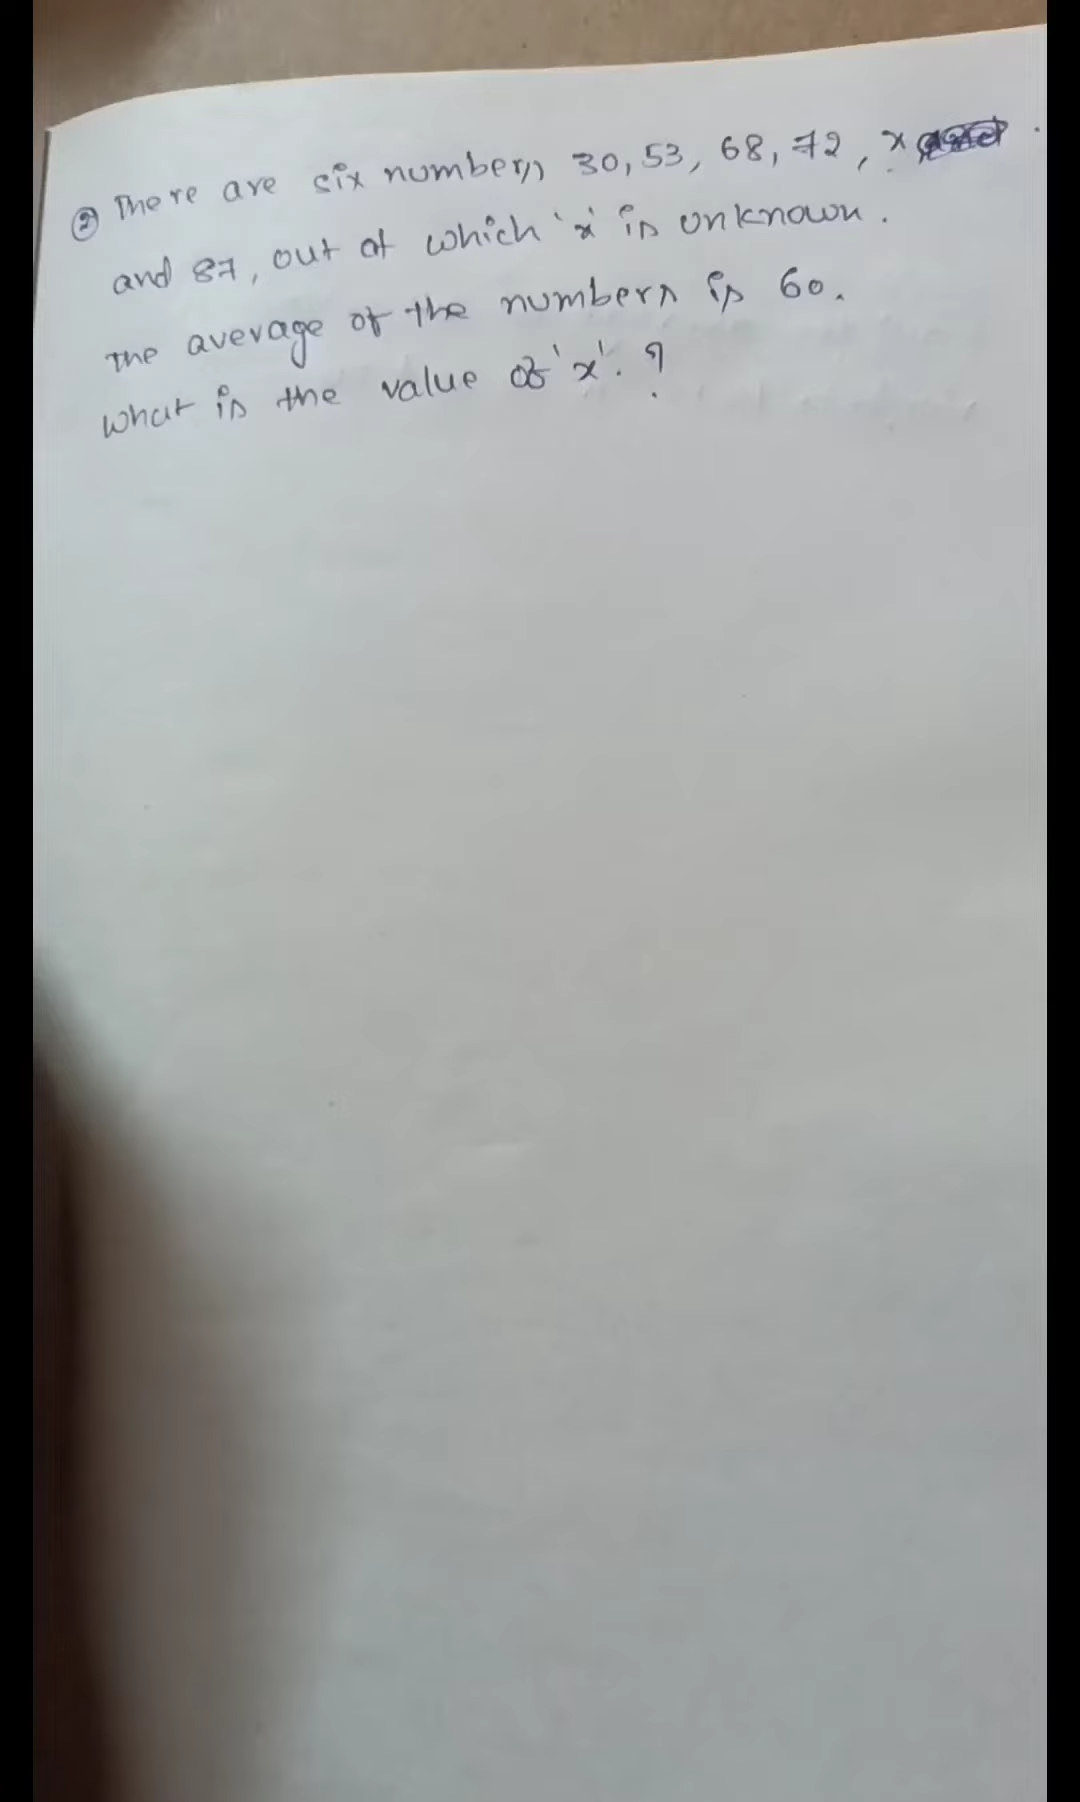 ② There are six numbers 30, 53, 68, 72, x
and 87, out of which 'x' is unknown.
The average of the numbers is 60.
What is the value of 'x'. ?